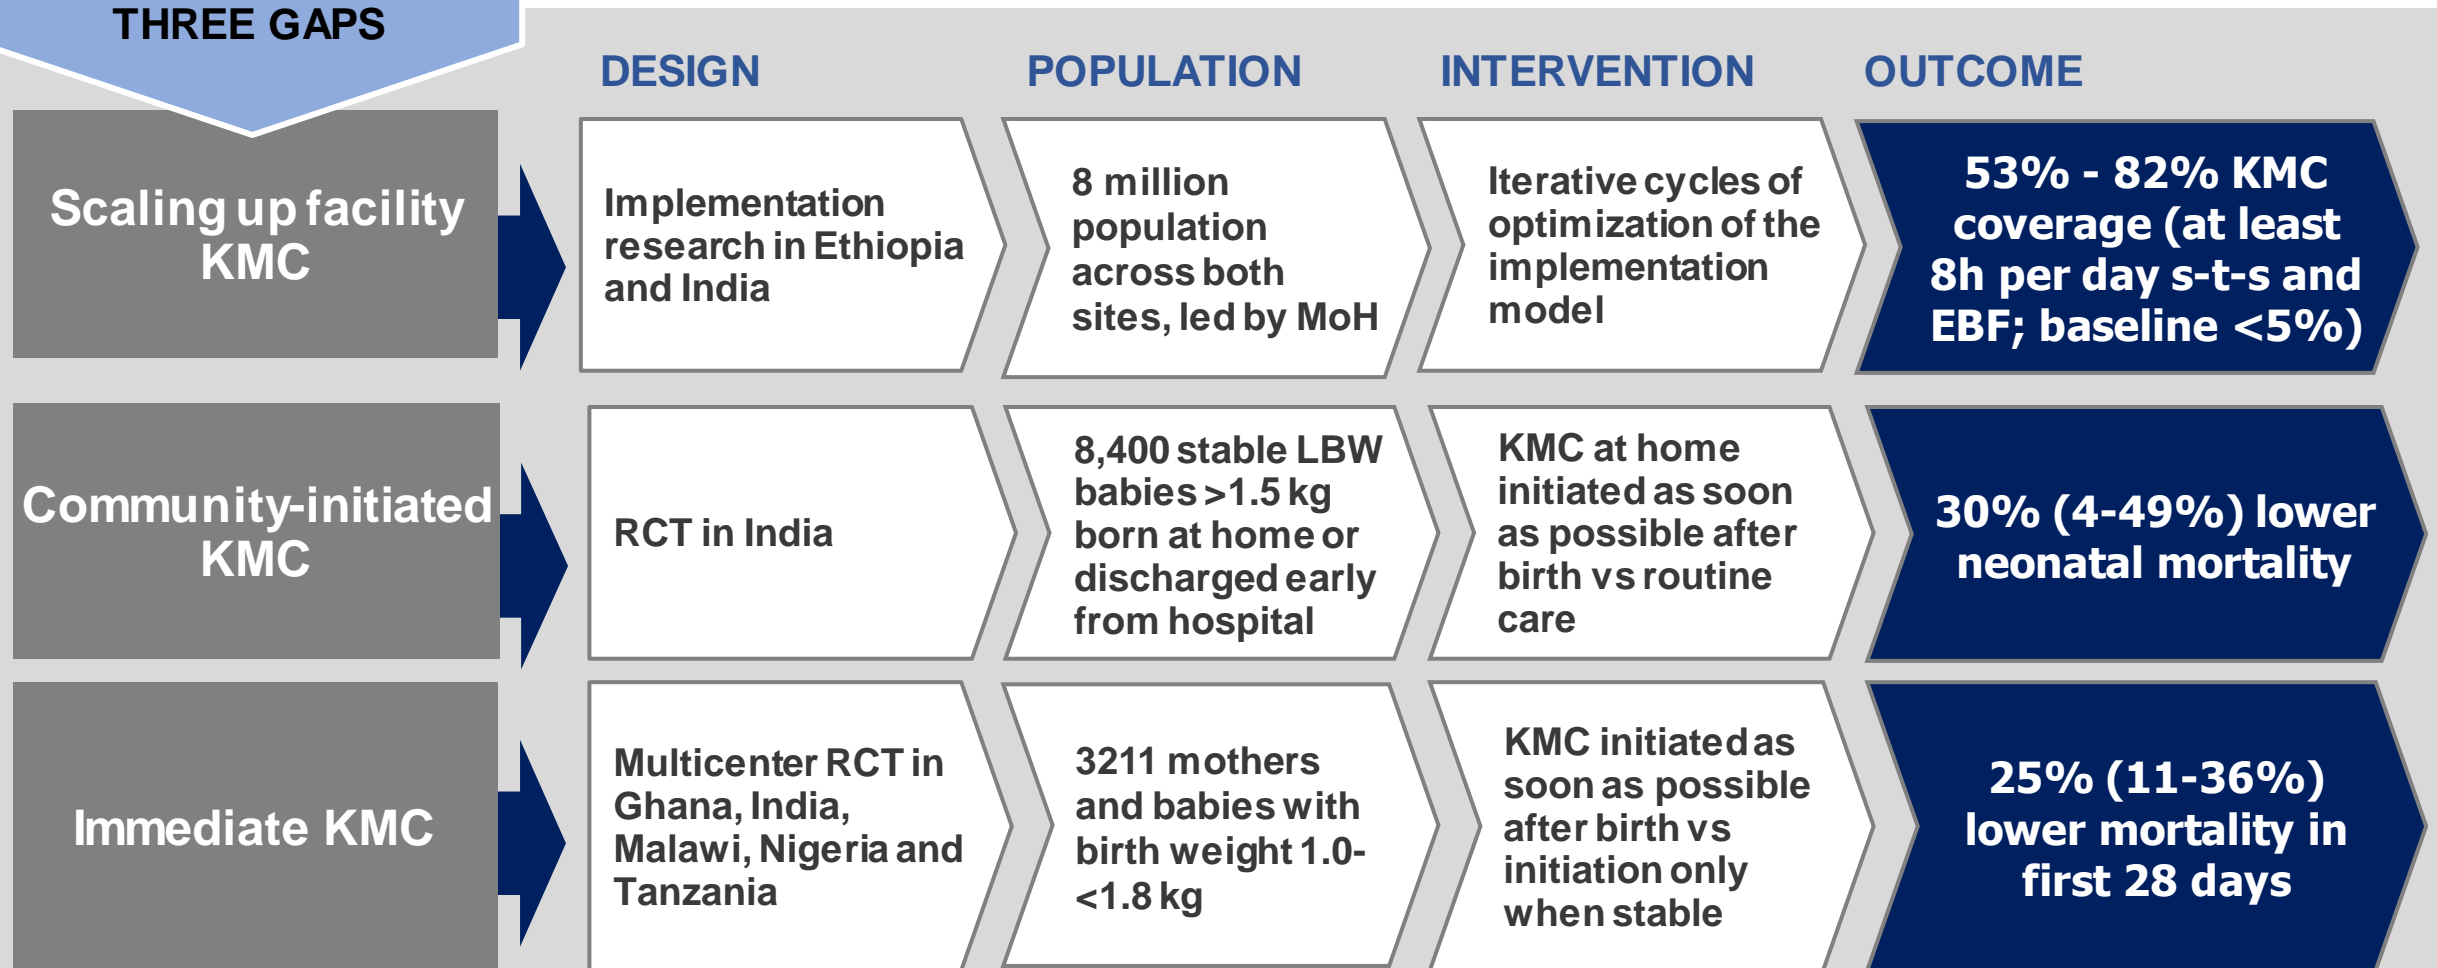 THREE GAPS
DESIGN
POPULATION
INTERVENTION
OUTCOME
Scaling up facility
KMC
Implementation
research in Ethiopia
and India
8 million
population
across both
sites, led by MoH
Iterative cycles of
optimization of the
implementation
model
53% - 82% KMC
coverage (at least
8h per day s-t-s and
EBF; baseline <5%)
Community-initiated
KMC
RCT in India
8,400 stable LBW
babies >1.5 kg
born at home or
discharged early
from hospital
KMC at home
initiated as soon
as possible after
birth vs routine
care
30% (4-49%) lower
neonatal mortality
Immediate KMC
Multicenter RCT in
Ghana, India,
Malawi, Nigeria and
Tanzania
3211 mothers
and babies with
birth weight 1.0-
<1.8 kg
KMC initiated as
soon as possible
after birth vs
initiation only
when stable
25% (11-36%)
lower mortality in
first 28 days